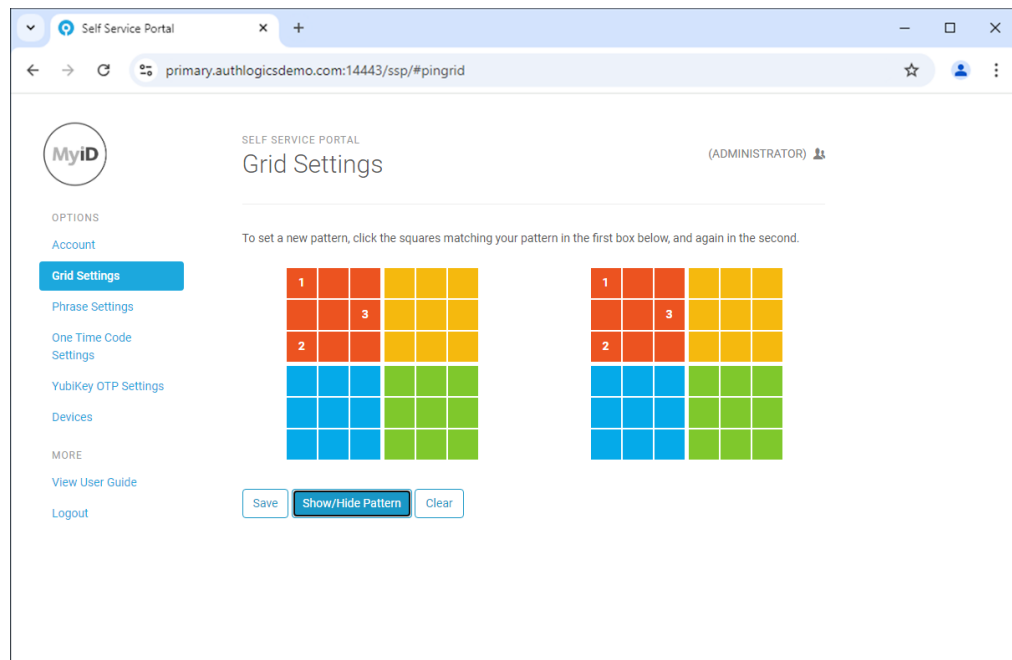 Self Service Portal
primary.authlogicsdemo.com:14443/ssp/#pingrid
MyiD
SELF SERVICE PORTAL
Grid Settings
(ADMINISTRATOR)
OPTIONS
Account
Grid Settings
Phrase Settings
One Time Code
Settings
YubiKey OTP Settings
Devices
MORE
View User Guide
Logout
To set a new pattern, click the squares matching your pattern in the first box below, and again in the second.
1
3
2
1
3
2
Save Show/Hide Pattern Clear